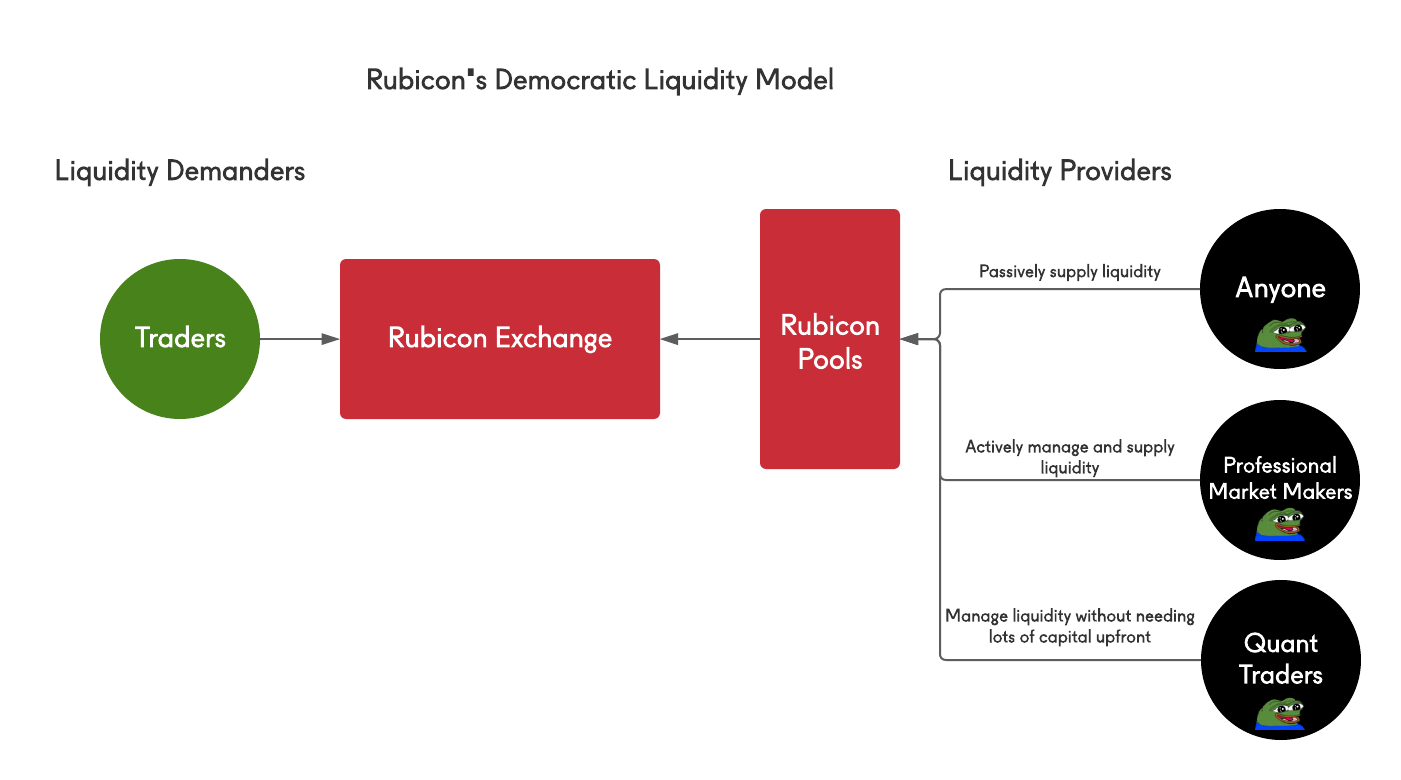 Rubicon"s Democratic Liquidity Model
Liquidity Demanders
Liquidity Providers
Traders
Rubicon Exchange
Rubicon
Pools
Passively supply liquidity
Anyone
Actively manage and supply
liquidity
Professional
Market Makers
Manage liquidity without needing
lots of capital upfront
Quant
Traders